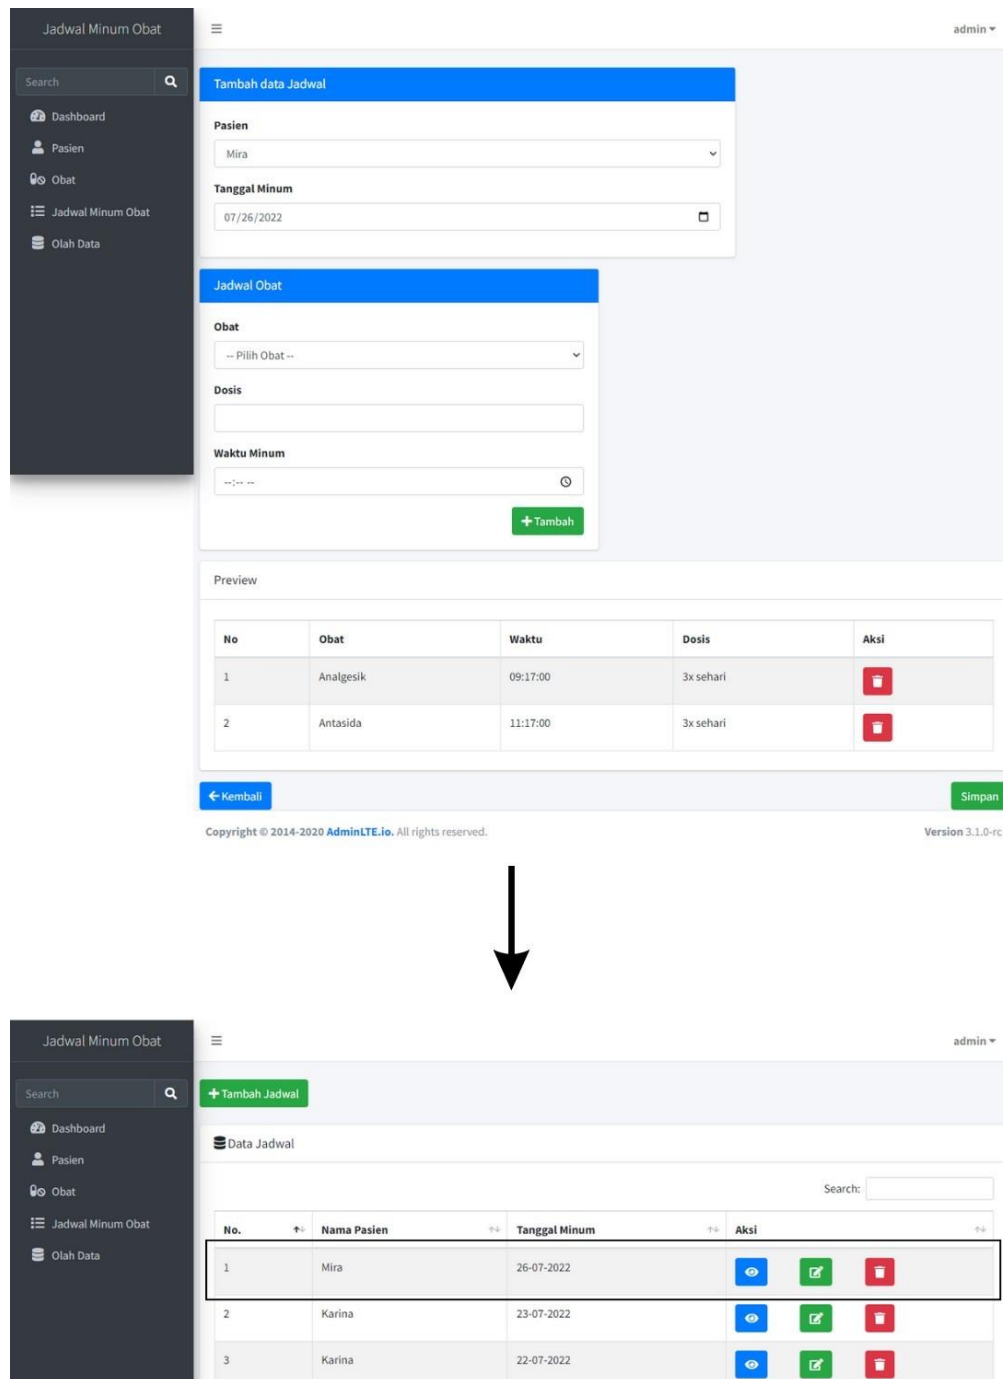 Jadwal Minum Obat
admin
Search
Dashboard
Pasien
Obat
Jadwal Minum Obat
Olah Data
Tambah data Jadwal
Pasien
Mira
Tanggal Minum
07/26/2022
Jadwal Obat
Obat
-- Pilih Obat --
Dosis
Waktu Minum
--:-- --
Tambah
Preview
No Obat Waktu Dosis Aksi
1 Analgesik 09:17:00 3x sehari
2 Antasida 11:17:00 3x sehari
Kembali Simpan
Copyright © 2014-2020 AdminLTE.io. All rights reserved. Version 3.1.0-rc
Jadwal Minum Obat
admin
Search
Dashboard
Pasien
Obat
Jadwal Minum Obat
Olah Data
Tambah Jadwal
Data Jadwal
Search:
No. Nama Pasien Tanggal Minum Aksi
1 Mira 26-07-2022
2 Karina 23-07-2022
3 Karina 22-07-2022